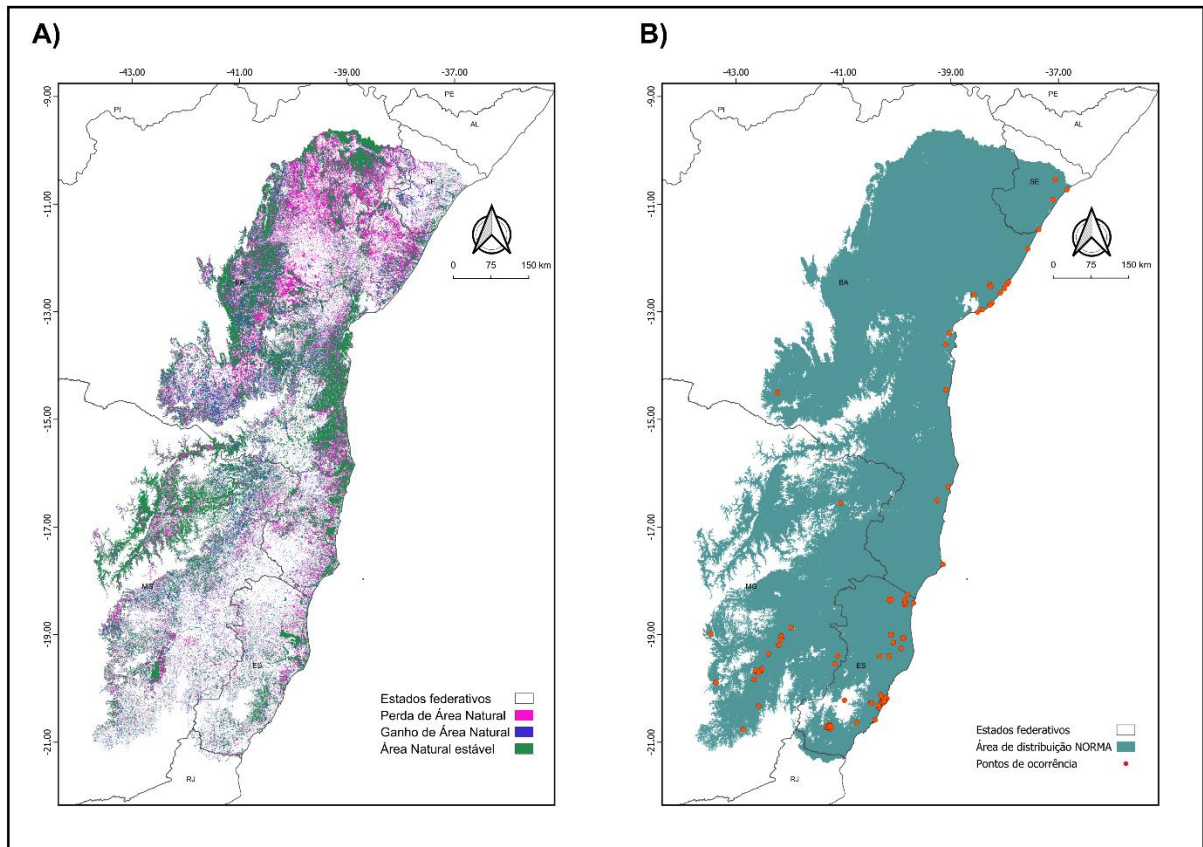 A)
-43.00 -41.00 -39.00 -37.00
-9.00
-11.00
-13.00
-15.00
-17.00
-19.00
-21.00
PI
PE
AL
SE
BA
MG
ES
RJ
0 75 150 km
Estados federativos
Perda de Área Natural
Ganho de Área Natural
Área Natural estável
B)
-43.00 -41.00 -39.00 -37.00
-9.00
-11.00
-13.00
-15.00
-17.00
-19.00
-21.00
PI
PE
AL
SE
BA
MG
ES
RJ
0 75 150 km
Estados federativos
Área de distribuição NORMA
Pontos de ocorrência